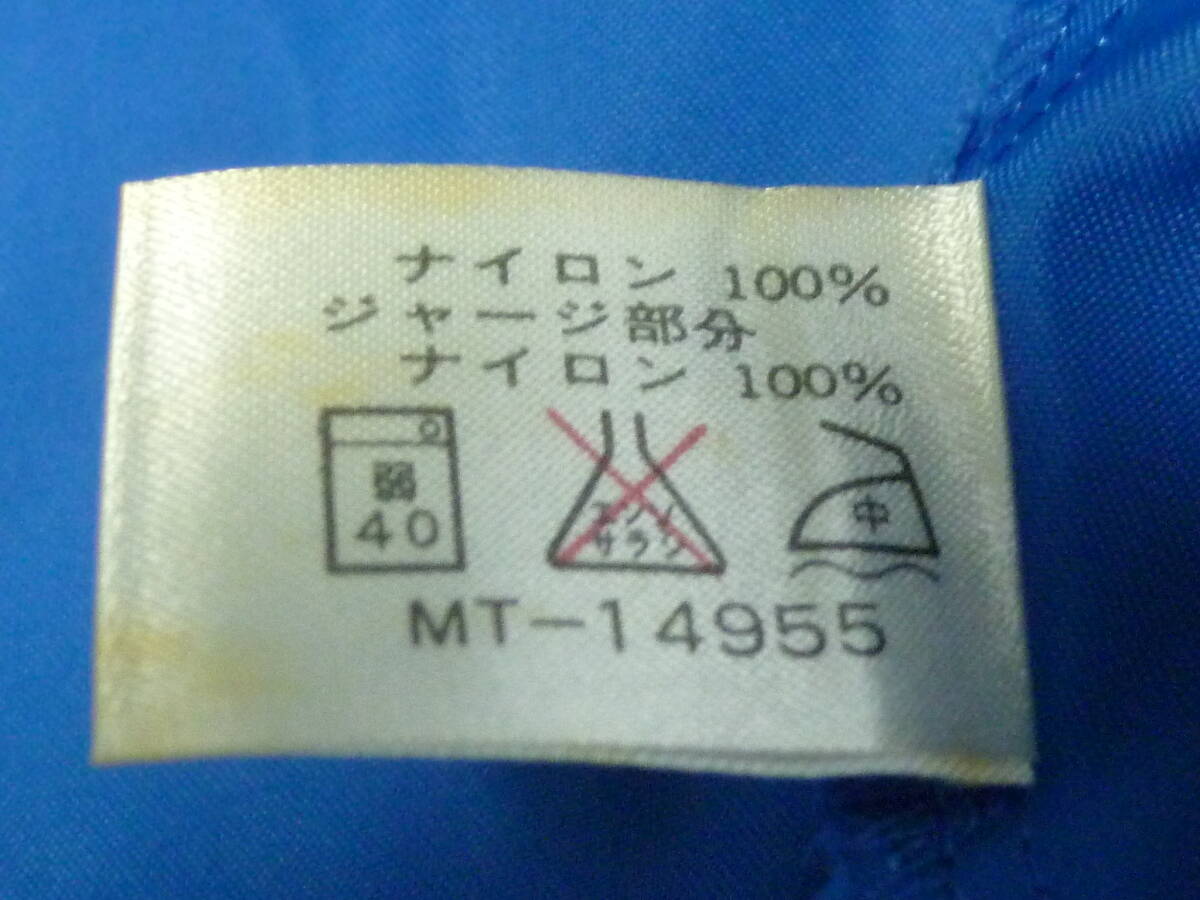 ナイロン 100%
ジャージ部分
ナイロン 100%
弱
40
エンソ
サラシ
中
MT-14955